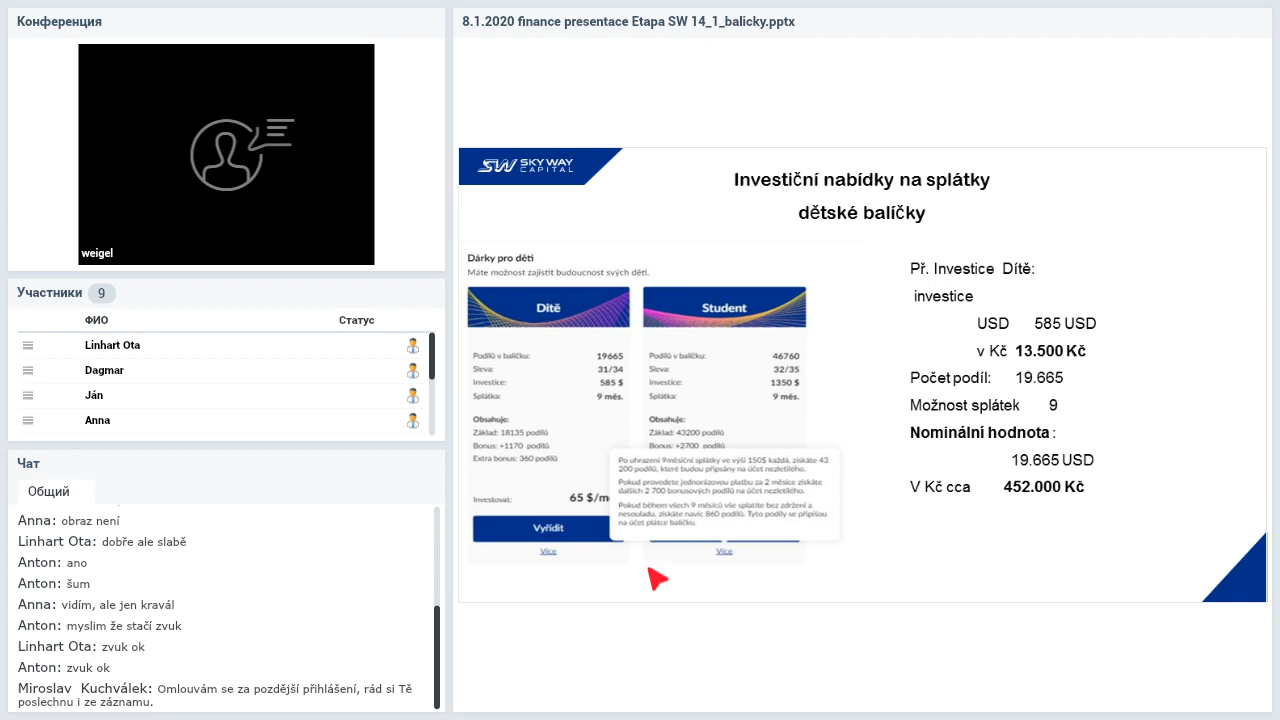 Конференция
weigel
Участники 9
ФИО Статус
Linhart Ota
Dagmar
Ján
Anna
Чат
Общий
Anna: obraz není
Linhart Ota: dobře ale slabě
Anton: ano
Anton: šum
Anna: vidím, ale jen kravál
Anton: myslim že stačí zvuk
Linhart Ota: zvuk ok
Anton: zvuk ok
Miroslav Kuchválek: Omlouvám se za pozdější přihlášení, rád si Tě
poslechnu i ze záznamu.
8.1.2020 finance presentace Etapa SW 14_1_balicky.pptx
SW SKY WAY
CAPITAL
Investiční nabídky na splátky
dětské balíčky
Dárky pro děti
Máte možnost zajistit budoucnost svých dětí.
Dítě
Podílů v balíčku: 19665
Sleva: 31/34
Investice: 585 $
Splátka: 9 měs.
Obsahuje:
Základ: 18135 podílů
Bonus: +1170 podílů
Extra bonus: 360 podílů
Investovat: 65 $/m
Vyřídit
Více
Student
Podílů v balíčku: 46760
Sleva: 32/35
Investice: 1350 $
Splátka: 9 měs.
Obsahuje:
Základ: 43200 podílů
Bonus: +2700 podílů
Po uhrazení 9měsíční splátky ve výši 150$ každá, získáte 43
200 podílů, které budou připsány na účet nezletilého.
Pokud provedete jednorázovou platbu za 2 měsíce získáte
dalších 2 700 bonusových podílů na účet nezletilého.
Pokud během všech 9 měsíců vše splatíte bez zdržení a
nesouladu, získáte navíc 860 podílů. Tyto podíly se připíšou
na účet plátce balíčku.
Více
Př. Investice Dítě:
investice
USD 585 USD
v Kč 13.500 Kč
Počet podíl: 19.665
Možnost splátek 9
Nominální hodnota :
19.665 USD
V Kč cca 452.000 Kč